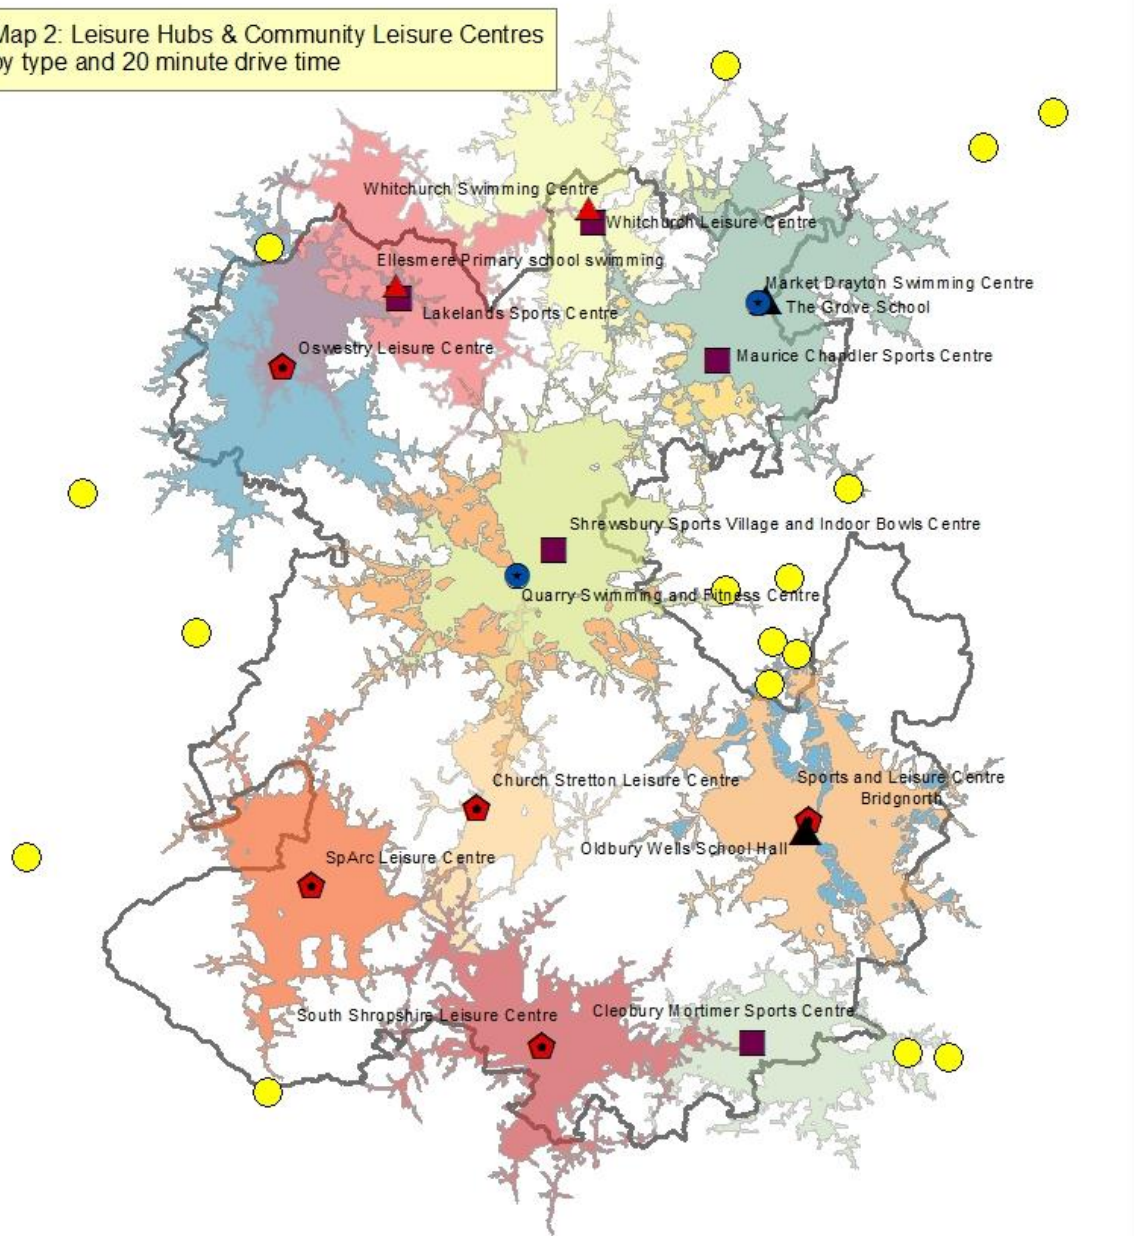 Map 2: Leisure Hubs & Community Leisure Centres
by type and 20 minute drive time
Whitchurch Swimming Centre
Whitchurch Leisure Centre
Ellesmere Primary school swimming
Market Drayton Swimming Centre
The Grove School
Lakelands Sports Centre
Oswestry Leisure Centre
Maurice Chandler Sports Centre
Shrewsbury Sports Village and Indoor Bowls Centre
Quarry Swimming and Fitness Centre
Church Stretton Leisure Centre
Sports and Leisure Centre
Bridgnorth
Oldbury Wells School Hall
SpArc Leisure Centre
South Shropshire Leisure Centre
Cleobury Mortimer Sports Centre